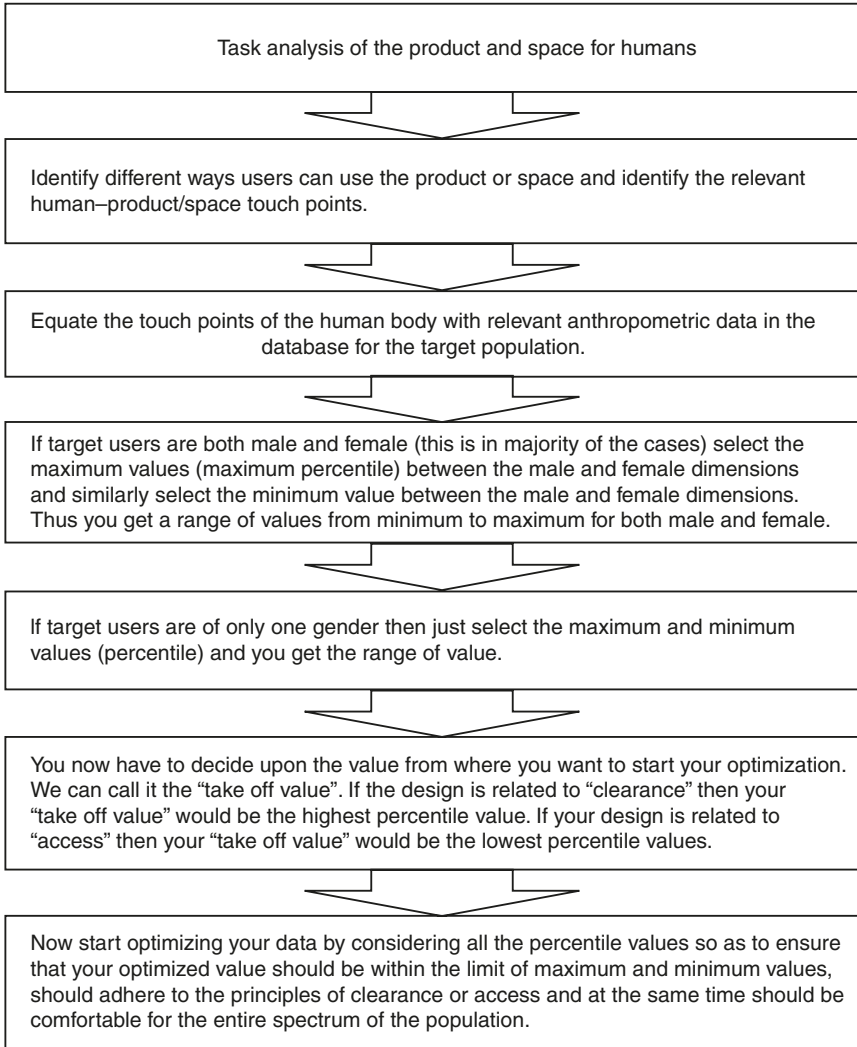 Task analysis of the product and space for humans
Identify different ways users can use the product or space and identify the relevant
human–product/space touch points.
Equate the touch points of the human body with relevant anthropometric data in the
database for the target population.
If target users are both male and female (this is in majority of the cases) select the
maximum values (maximum percentile) between the male and female dimensions
and similarly select the minimum value between the male and female dimensions.
Thus you get a range of values from minimum to maximum for both male and female.
If target users are of only one gender then just select the maximum and minimum
values (percentile) and you get the range of value.
You now have to decide upon the value from where you want to start your optimization.
We can call it the “take off value”. If the design is related to “clearance” then your
“take off value” would be the highest percentile value. If your design is related to
“access” then your “take off value” would be the lowest percentile values.
Now start optimizing your data by considering all the percentile values so as to ensure
that your optimized value should be within the limit of maximum and minimum values,
should adhere to the principles of clearance or access and at the same time should be
comfortable for the entire spectrum of the population.